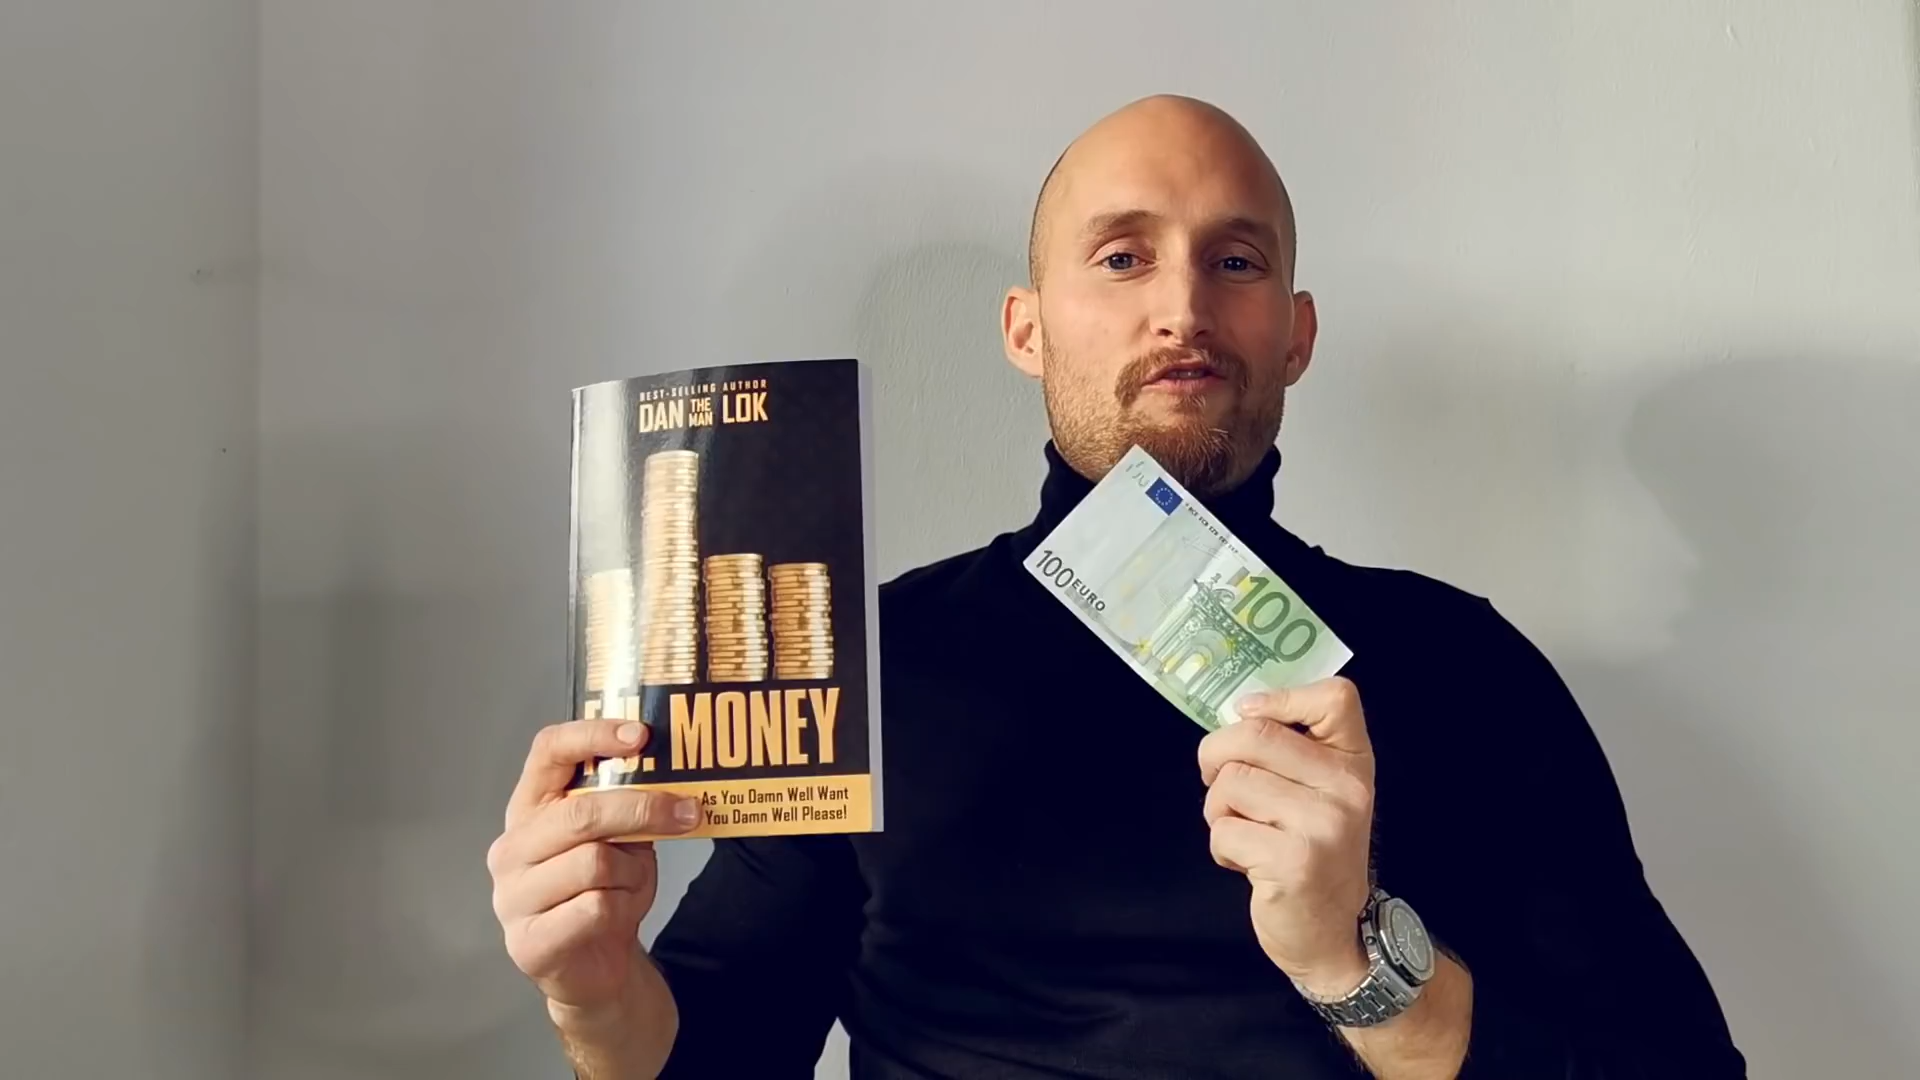 BEST-SELLING AUTHOR
DAN THE MAN LOK
F.U. MONEY
As You Damn Well Want
You Damn Well Please!
100 EURO
100